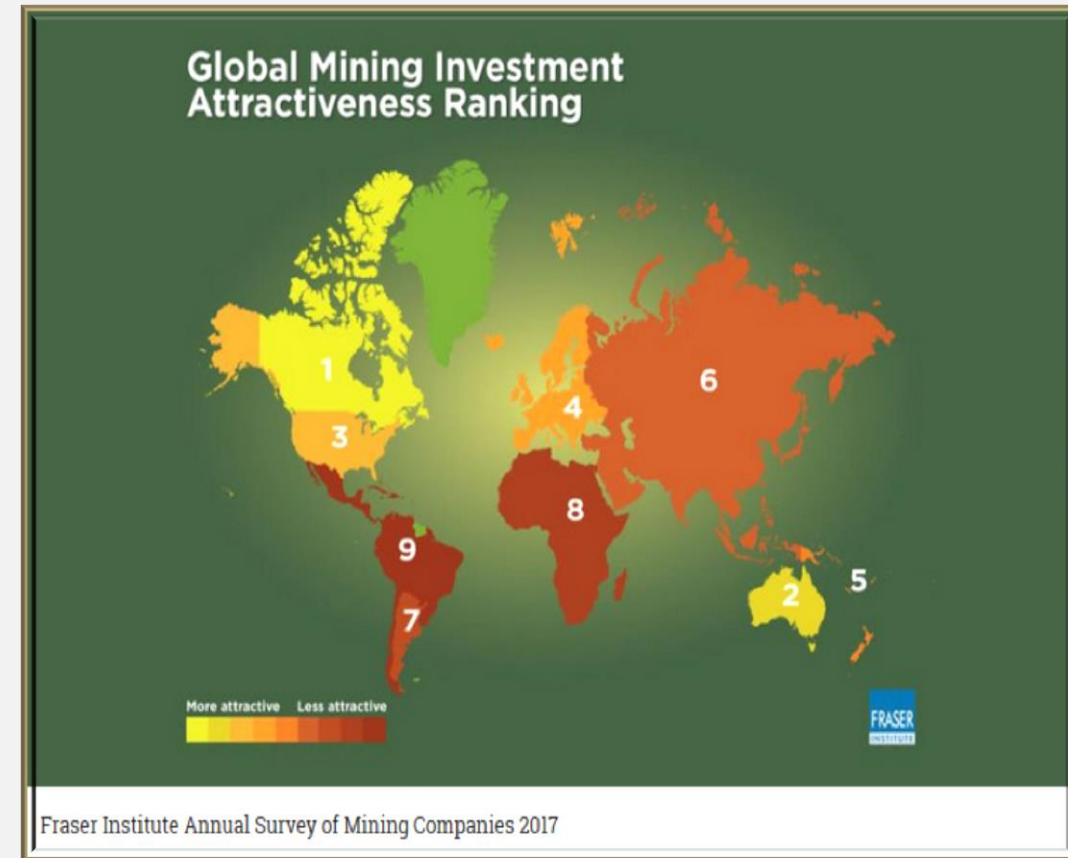 Global Mining Investment
Attractiveness Ranking
1
3
4
6
8
9
7
2
5
More attractive Less attractive
FRASER
INSTITUTE
Fraser Institute Annual Survey of Mining Companies 2017